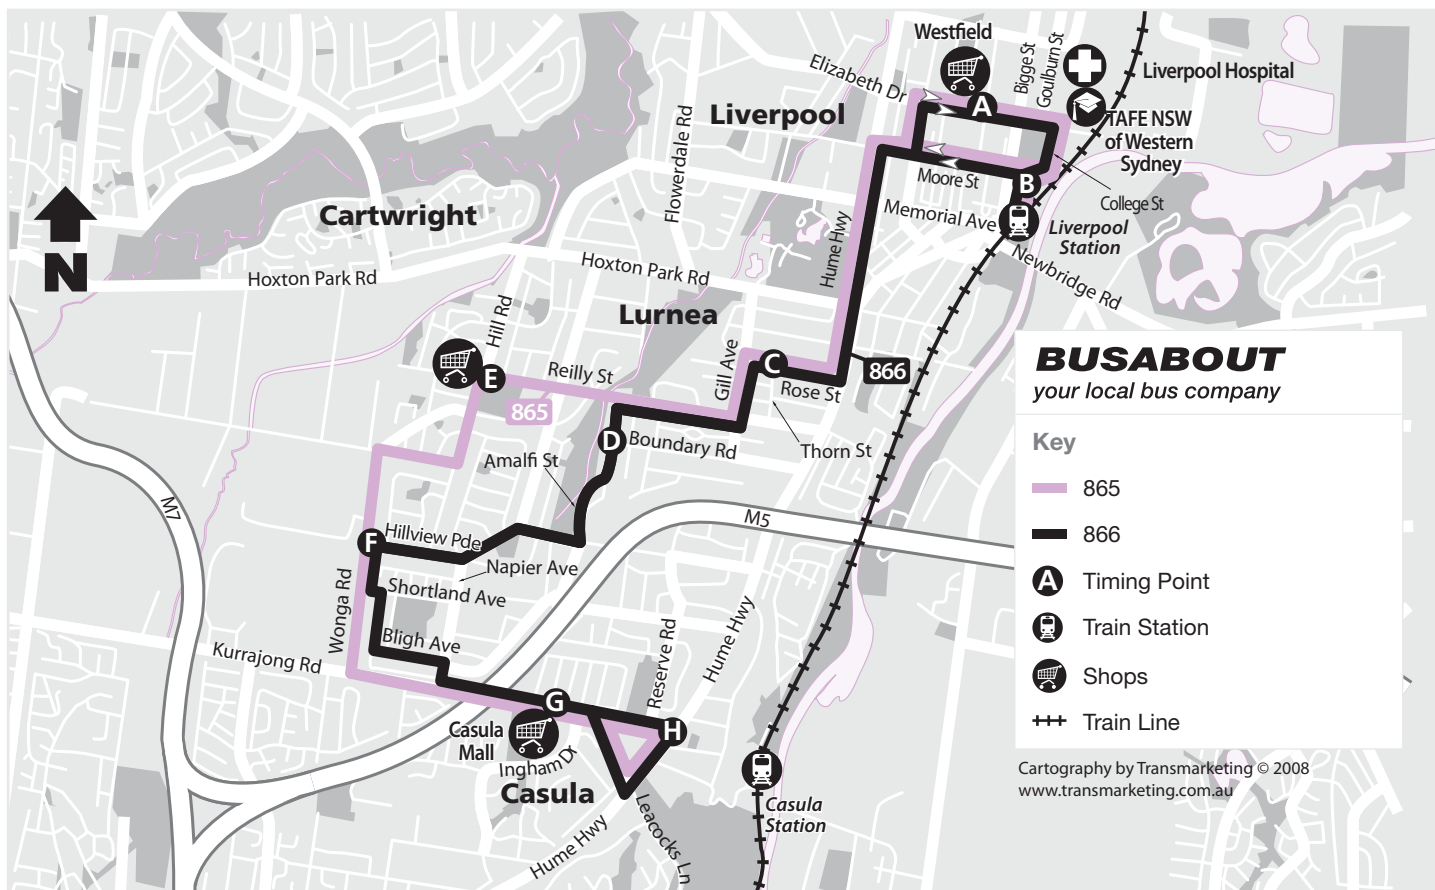 Westfield
Elizabeth Dr
Bigge St
Goulburn St
Liverpool Hospital
A
Liverpool
TAFE NSW
of Western
Sydney
Flowerdale Rd
Moore St
B
College St
Cartwright
Memorial Ave
Liverpool
Station
N
Hoxton Park Rd
Hoxton Park Rd
Hume Hwy
Newbridge Rd
Hill Rd
Lurnea
E
Reilly St
Gill Ave
C
866
Rose St
865
D
Boundary Rd
Thorn St
Amalfi St
M7
M5
F
Hillview Pde
Napier Ave
Shortland Ave
Wonga Rd
Bligh Ave
Kurrajong Rd
Reserve Rd
Hume Hwy
G
H
Casula
Mall
Ingham Dr
Casula
Leacocks Ln
Hume Hwy
Casula
Station
BUSABOUT
your local bus company
Key
865
866
A Timing Point
Train Station
Shops
Train Line
Cartography by Transmarketing © 2008
www.transmarketing.com.au